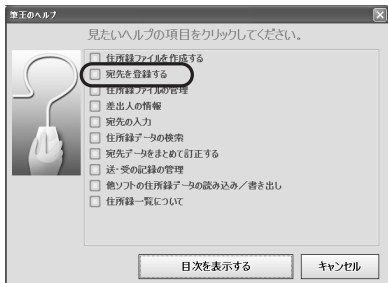 筆王のヘルプ
見たいヘルプの項目をクリックしてください。
住所録ファイルを作成する
宛先を登録する
住所録ファイルの管理
差出人の情報
宛先の入力
住所録データの検索
宛先データをまとめて訂正する
送・受の記録の管理
他ソフトの住所録データの読み込み／書き出し
住所録一覧について
目次を表示する
キャンセル